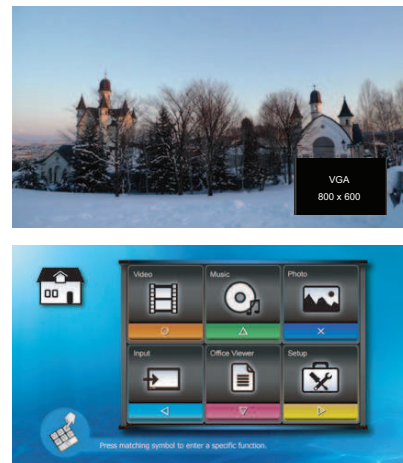 VGA
800 x 600
Video
Music
Photo
Input
Office Viewer
Setup
Press matching symbol to enter a specific function.